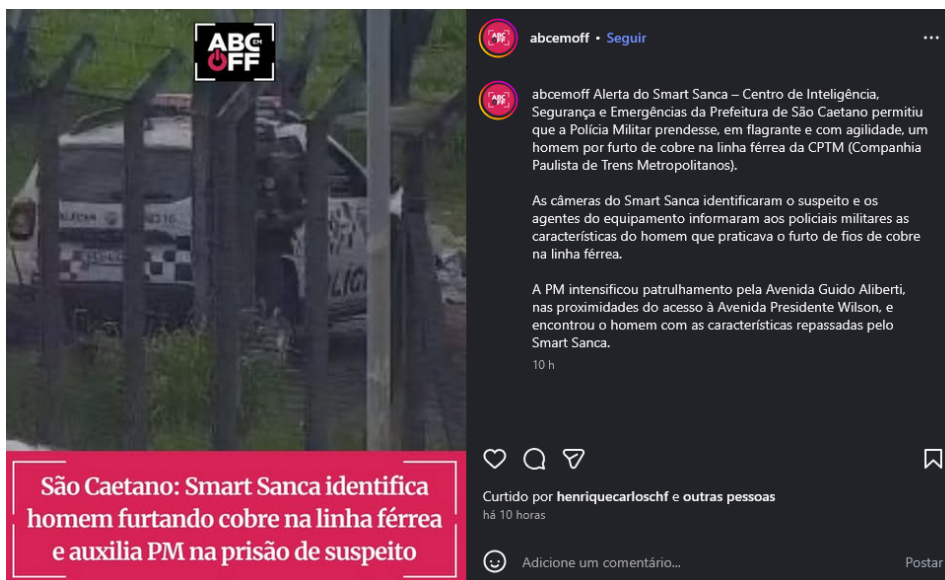 ABC EM
OFF
São Caetano: Smart Sanca identifica
homem furtando cobre na linha férrea
e auxilia PM na prisão de suspeito
abcemoff • Seguir
abcemoff Alerta do Smart Sanca – Centro de Inteligência,
Segurança e Emergências da Prefeitura de São Caetano permitiu
que a Polícia Militar prendesse, em flagrante e com agilidade, um
homem por furto de cobre na linha férrea da CPTM (Companhia
Paulista de Trens Metropolitanos).
As câmeras do Smart Sanca identificaram o suspeito e os
agentes do equipamento informaram aos policiais militares as
características do homem que praticava o furto de fios de cobre
na linha férrea.
A PM intensificou patrulhamento pela Avenida Guido Aliberti,
nas proximidades do acesso à Avenida Presidente Wilson, e
encontrou o homem com as características repassadas pelo
Smart Sanca.
10 h
Curtido por henriquecarloschf e outras pessoas
há 10 horas
Adicione um comentário...
Postar